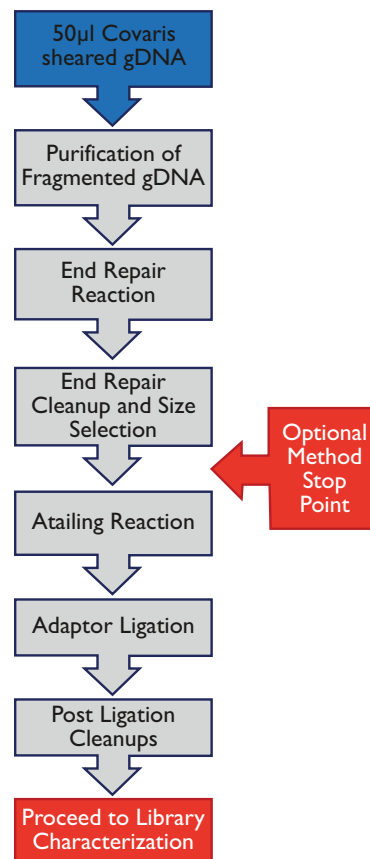 50µl Covaris
sheared gDNA
Purification of
Fragmented gDNA
End Repair
Reaction
End Repair
Cleanup and Size
Selection
Optional
Method
Stop
Point
Atailing Reaction
Adaptor Ligation
Post Ligation
Cleanups
Proceed to Library
Characterization